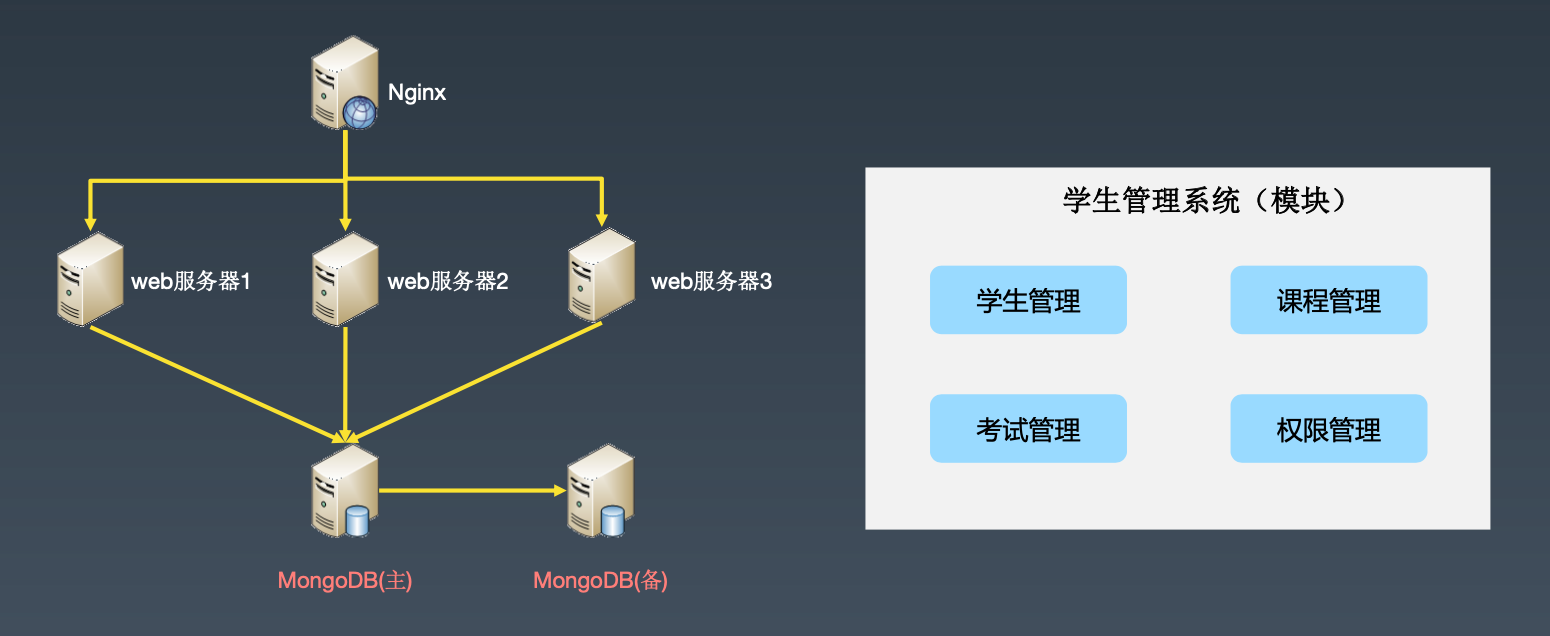 Nginx
web服务器1
web服务器2
web服务器3
MongoDB(主)
MongoDB(备)
学生管理系统（模块）
学生管理
课程管理
考试管理
权限管理